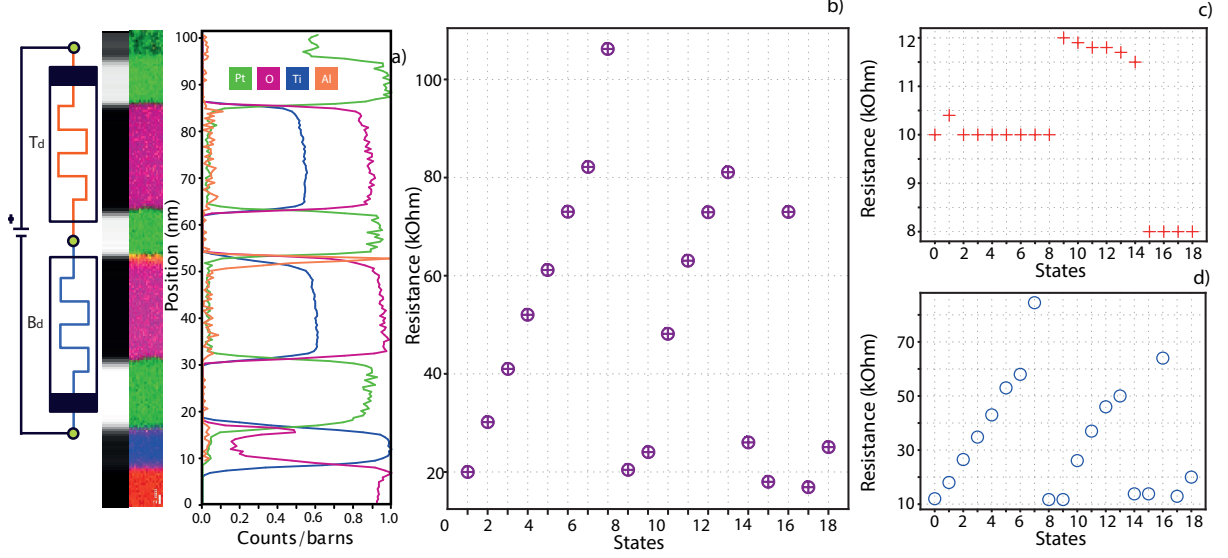 a)
Td
Bd
+
Position (nm)
100
90
80
70
60
50
40
30
20
10
0
Pt O Ti Al
0.0 0.2 0.4 0.6 0.8 1.0
Counts/barns
b)
Resistance (kOhm)
100
80
60
40
20
2 4 6 8 10 12 14 16 18
States
c)
Resistance (kOhm)
12
11
10
9
8
0 2 4 6 8 10 12 14 16 18
States
d)
Resistance (kOhm)
70
50
30
10
0 2 4 6 8 10 12 14 16 18
States